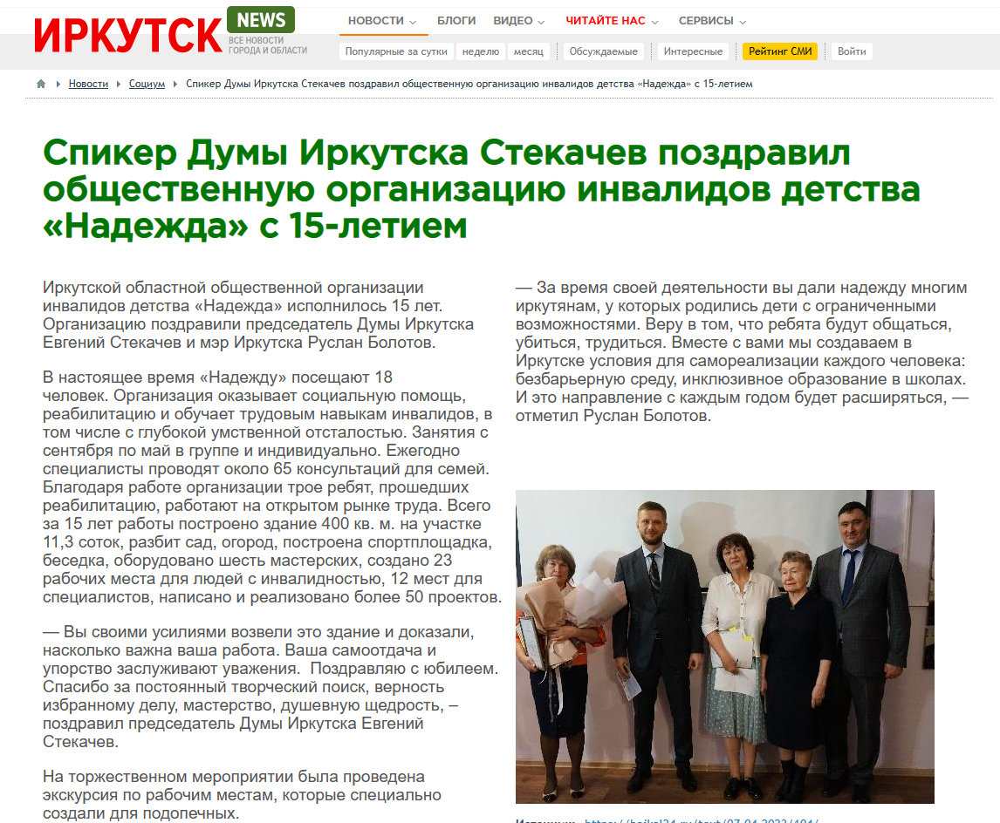 ИРКУТСК NEWS
ВСЕ НОВОСТИ
ГОРОДА И ОБЛАСТИ
НОВОСТИ БЛОГИ ВИДЕО ЧИТАЙТЕ НАС СЕРВИСЫ
Популярные за сутки неделю месяц Обсуждаемые Интересные Рейтинг СМИ Войти
Новости Социум Спикер Думы Иркутска Стекачев поздравил общественную организацию инвалидов детства «Надежда» с 15-летием
Спикер Думы Иркутска Стекачев поздравил
общественную организацию инвалидов детства
«Надежда» с 15-летием
Иркутской областной общественной организации
инвалидов детства «Надежда» исполнилось 15 лет.
Организацию поздравили председатель Думы Иркутска
Евгений Стекачев и мэр Иркутска Руслан Болотов.
В настоящее время «Надежду» посещают 18
человек. Организация оказывает социальную помощь,
реабилитацию и обучает трудовым навыкам инвалидов, в
том числе с глубокой умственной отсталостью. Занятия с
сентября по май в группе и индивидуально. Ежегодно
специалисты проводят около 65 консультаций для семей.
Благодаря работе организации трое ребят, прошедших
реабилитацию, работают на открытом рынке труда. Всего
за 15 лет работы построено здание 400 кв. м. на участке
11,3 соток, разбит сад, огород, построена спортплощадка,
беседка, оборудовано шесть мастерских, создано 23
рабочих места для людей с инвалидностью, 12 мест для
специалистов, написано и реализовано более 50 проектов.
— Вы своими усилиями возвели это здание и доказали,
насколько важна ваша работа. Ваша самоотдача и
упорство заслуживают уважения. Поздравляю с юбилеем.
Спасибо за постоянный творческий поиск, верность
избранному делу, мастерство, душевную щедрость, –
поздравил председатель Думы Иркутска Евгений
Стекачев.
На торжественном мероприятии была проведена
экскурсия по рабочим местам, которые специально
создали для подопечных.
— За время своей деятельности вы дали надежду многим
иркутянам, у которых родились дети с ограниченными
возможностями. Веру в том, что ребята будут общаться,
убиться, трудиться. Вместе с вами мы создаваем в
Иркутске условия для самореализации каждого человека:
безбарьерную среду, инклюзивное образование в школах.
И это направление с каждым годом будет расширяться, —
отметил Руслан Болотов.